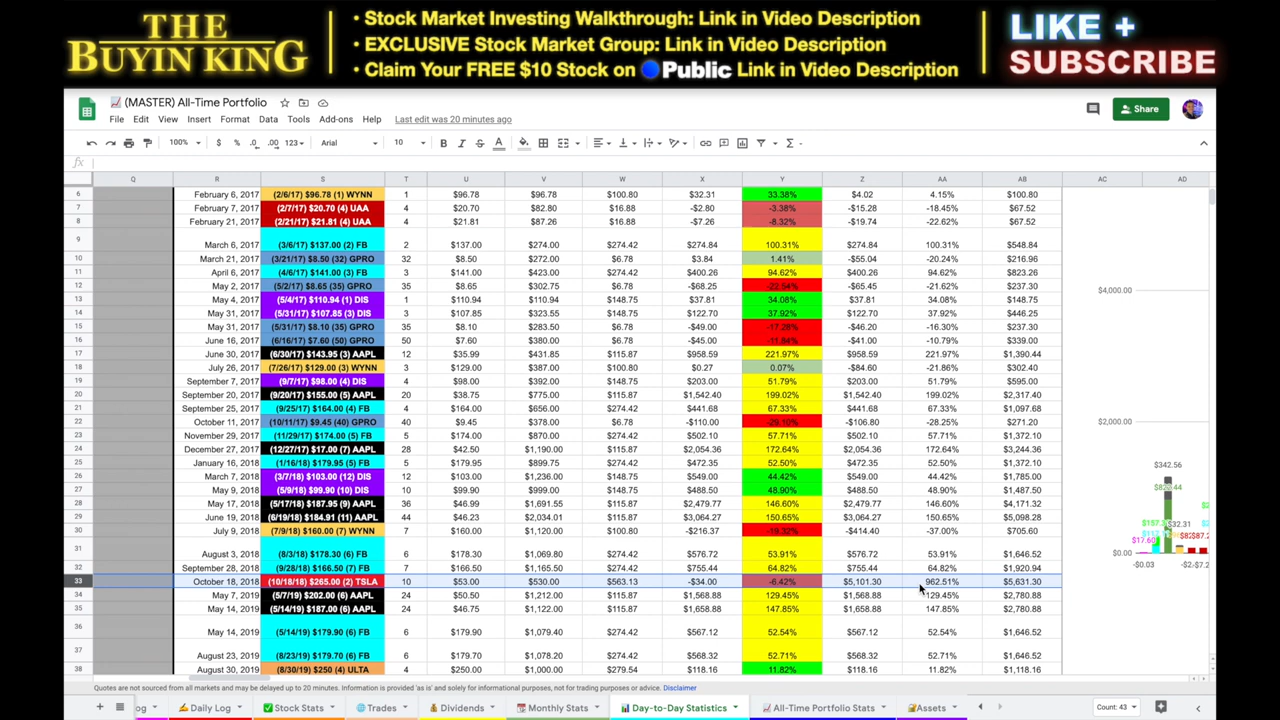 THE
BUYIN KING
• Stock Market Investing Walkthrough: Link in Video Description
• EXCLUSIVE Stock Market Group: Link in Video Description
• Claim Your FREE $10 Stock on Public Link in Video Description
LIKE +
SUBSCRIBE
(MASTER) All-Time Portfolio
Share
File Edit View Insert Format Data Tools Add-ons Help Last edit was 20 minutes ago
100% $ % .0 .00 123 Arial 10 B I S A
fx
Q R S T U V W X Y Z AA AB AC AD
6 February 6, 2017 (2/6/17) $96.78 (1) WYNN 1 $96.78 $96.78 $100.80 $32.31 33.38% $4.02 4.15% $100.80
7 February 7, 2017 (2/7/17) $20.70 (4) UAA 4 $20.70 $82.80 $16.88 -$2.80 -3.38% -$15.28 -18.45% $67.52
8 February 21, 2017 (2/21/17) $21.81 (4) UAA 4 $21.81 $87.26 $16.88 -$7.26 -8.32% -$19.74 -22.62% $67.52
9 March 6, 2017 (3/6/17) $137.00 (2) FB 2 $137.00 $274.00 $274.42 $274.84 100.31% $274.84 100.31% $548.84
10 March 21, 2017 (3/21/17) $8.50 (32) GPRO 32 $8.50 $272.00 $6.78 $3.84 1.41% -$55.04 -20.24% $216.96
11 April 6, 2017 (4/6/17) $141.00 (3) FB 3 $141.00 $423.00 $274.42 $400.26 94.62% $400.26 94.62% $823.26
12 May 2, 2017 (5/2/17) $8.65 (35) GPRO 35 $8.65 $302.75 $6.78 -$68.25 -22.54% -$65.45 -21.62% $237.30
13 May 4, 2017 (5/4/17) $110.94 (1) DIS 1 $110.94 $110.94 $148.75 $37.81 34.08% $37.81 34.08% $148.75
14 May 31, 2017 (5/31/17) $107.85 (3) DIS 3 $107.85 $323.55 $148.75 $122.70 37.92% $122.70 37.92% $446.25
15 May 31, 2017 (5/31/17) $8.10 (35) GPRO 35 $8.10 $283.50 $6.78 -$49.00 -17.28% -$46.20 -16.30% $237.30
16 June 16, 2017 (6/16/17) $7.60 (50) GPRO 50 $7.60 $380.00 $6.78 -$45.00 -11.84% -$41.00 -10.79% $339.00
17 June 30, 2017 (6/30/17) $143.95 (3) AAPL 12 $35.99 $431.85 $115.87 $958.59 221.97% $958.59 221.97% $1,390.44
18 July 26, 2017 (7/26/17) $129.00 (3) WYNN 3 $129.00 $387.00 $100.80 $0.27 0.07% -$84.60 -21.86% $302.40
19 September 7, 2017 (9/7/17) $98.00 (4) DIS 4 $98.00 $392.00 $148.75 $203.00 51.79% $203.00 51.79% $595.00
20 September 20, 2017 (9/20/17) $155.00 (5) AAPL 20 $38.75 $775.00 $115.87 $1,542.40 199.02% $1,542.40 199.02% $2,317.40
21 September 25, 2017 (9/25/17) $164.00 (4) FB 4 $164.00 $656.00 $274.42 $441.68 67.33% $441.68 67.33% $1,097.68
22 October 11, 2017 (10/11/17) $9.45 (40) GPRO 40 $9.45 $378.00 $6.78 -$110.00 -29.10% -$106.80 -28.25% $271.20
23 November 29, 2017 (11/29/17) $174.00 (5) FB 5 $174.00 $870.00 $274.42 $502.10 57.71% $502.10 57.71% $1,372.10
24 December 27, 2017 (12/27/17) $17.00 (7) AAPL 28 $42.50 $1,190.00 $115.87 $2,054.36 172.64% $2,054.36 172.64% $3,244.36
25 January 16, 2018 (1/16/18) $179.95 (5) FB 5 $179.95 $899.75 $274.42 $472.35 52.50% $472.35 52.50% $1,372.10
26 March 7, 2018 (3/7/18) $103.00 (12) DIS 12 $103.00 $1,236.00 $148.75 $549.00 44.42% $549.00 44.42% $1,785.00
27 May 9, 2018 (5/9/18) $99.90 (10) DIS 10 $99.90 $999.00 $148.75 $488.50 48.90% $488.50 48.90% $1,487.50
28 May 17, 2018 (5/17/18) $187.95 (9) AAPL 36 $46.99 $1,691.55 $115.87 $2,479.77 146.60% $2,479.77 146.60% $4,171.32
29 June 19, 2018 (6/19/18) $184.91 (11) AAPL 44 $46.23 $2,034.01 $115.87 $3,064.27 150.65% $3,064.27 150.65% $5,098.28
30 July 9, 2018 (7/9/18) $160.00 (7) WYNN 7 $160.00 $1,120.00 $100.80 -$216.37 -19.32% -$414.40 -37.00% $705.60
31 August 3, 2018 (8/3/18) $178.30 (6) FB 6 $178.30 $1,069.80 $274.42 $576.72 53.91% $576.72 53.91% $1,646.52
32 September 28, 2018 (9/28/18) $166.50 (7) FB 7 $166.50 $1,165.50 $274.42 $755.44 64.82% $755.44 64.82% $1,920.94
33 October 18, 2018 (10/18/18) $265.00 (2) TSLA 10 $53.00 $530.00 $563.13 -$34.00 -6.42% $5,101.30 962.51% $5,631.30
34 May 7, 2019 (5/7/19) $202.00 (6) AAPL 24 $50.50 $1,212.00 $115.87 $1,568.88 129.45% $1,568.88 129.45% $2,780.88
35 May 14, 2019 (5/14/19) $187.00 (6) AAPL 24 $46.75 $1,122.00 $115.87 $1,658.88 147.85% $1,658.88 147.85% $2,780.88
36 May 14, 2019 (5/14/19) $179.90 (6) FB 6 $179.90 $1,079.40 $274.42 $567.12 52.54% $567.12 52.54% $1,646.52
37 August 23, 2019 (8/23/19) $179.70 (6) FB 6 $179.70 $1,078.20 $274.42 $568.32 52.71% $568.32 52.71% $1,646.52
38 August 30, 2019 (8/30/19) $250 (4) ULTA 4 $250.00 $1,000.00 $279.54 $118.16 11.82% $118.16 11.82% $1,118.16
$4,000.00
$2,000.00
$342.56
$32.31
$17.60
$0.00
-$0.03
Quotes are not sourced from all markets and may be delayed up to 20 minutes. Information is provided 'as is' and solely for informational purposes, not for trading purposes or advice. Disclaimer
og Daily Log Stock Stats Trades Dividends Monthly Stats Day-to-Day Statistics All-Time Portfolio Stats Assets Count: 43